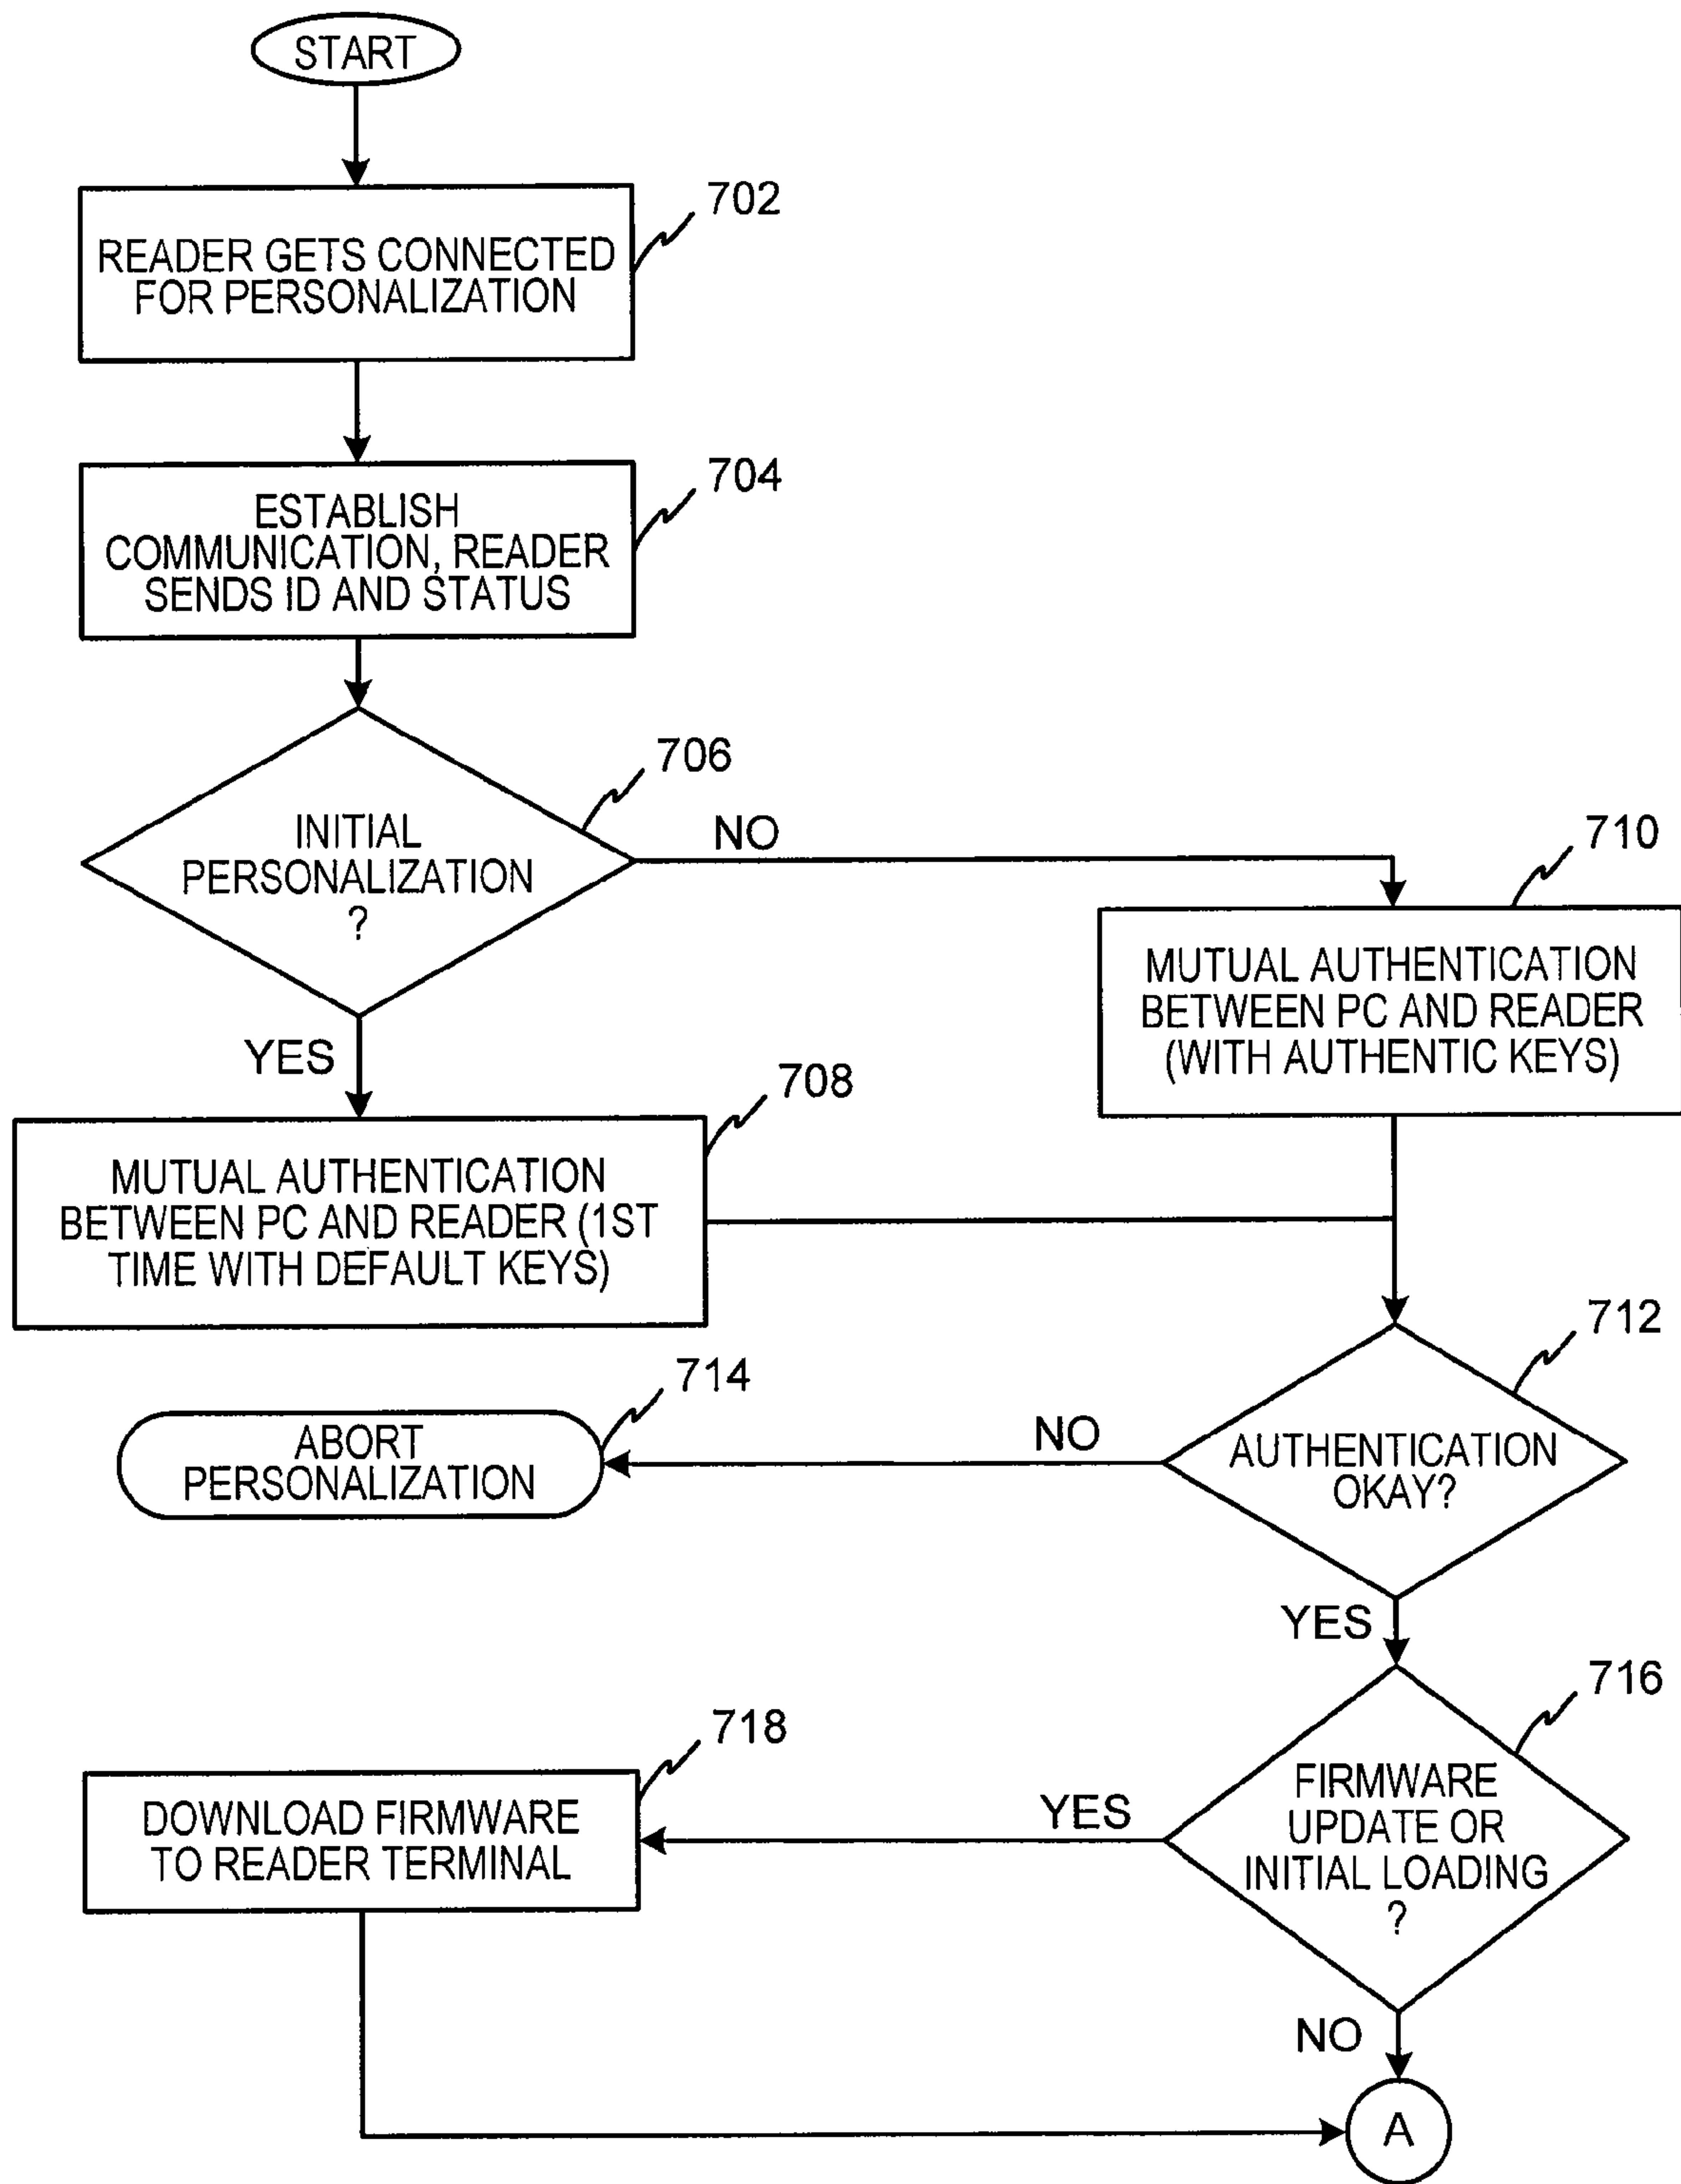 START
702
READER GETS CONNECTED
FOR PERSONALIZATION
704
ESTABLISH
COMMUNICATION, READER
SENDS ID AND STATUS
706
INITIAL
PERSONALIZATION
?
NO
710
MUTUAL AUTHENTICATION
BETWEEN PC AND READER
(WITH AUTHENTIC KEYS)
YES
708
MUTUAL AUTHENTICATION
BETWEEN PC AND READER (1ST
TIME WITH DEFAULT KEYS)
712
AUTHENTICATION
OKAY?
NO
714
ABORT
PERSONALIZATION
YES
716
FIRMWARE
UPDATE OR
INITIAL LOADING
?
YES
718
DOWNLOAD FIRMWARE
TO READER TERMINAL
NO
A